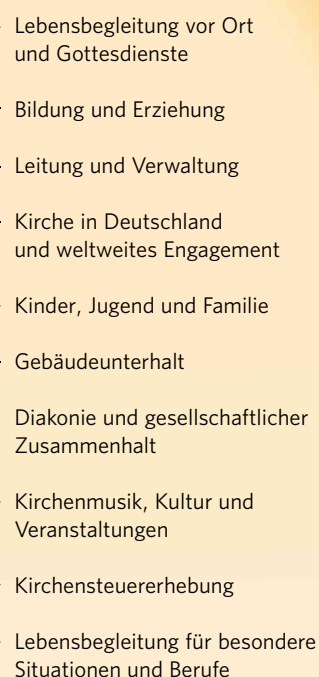 Lebensbegleitung vor Ort
und Gottesdienste
Bildung und Erziehung
Leitung und Verwaltung
Kirche in Deutschland
und weltweites Engagement
Kinder, Jugend und Familie
Gebäudeunterhalt
Diakonie und gesellschaftlicher
Zusammenhalt
Kirchenmusik, Kultur und
Veranstaltungen
Kirchensteuererhebung
Lebensbegleitung für besondere
Situationen und Berufe